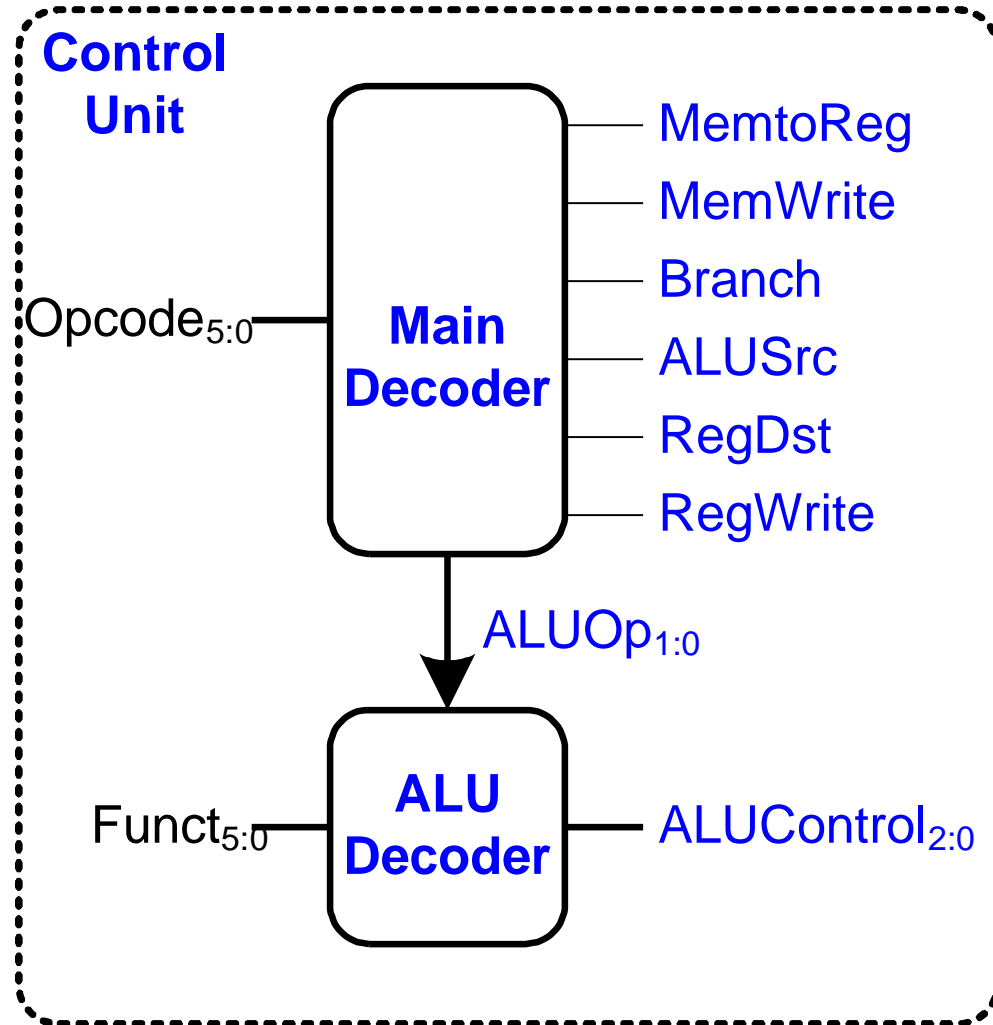 Control
Unit
MemtoReg
MemWrite
Branch
Opcode5:0
Main
Decoder
ALUSrc
RegDst
RegWrite
ALUOp1:0
ALU
Decoder
Funct5:0
ALUControl2:0